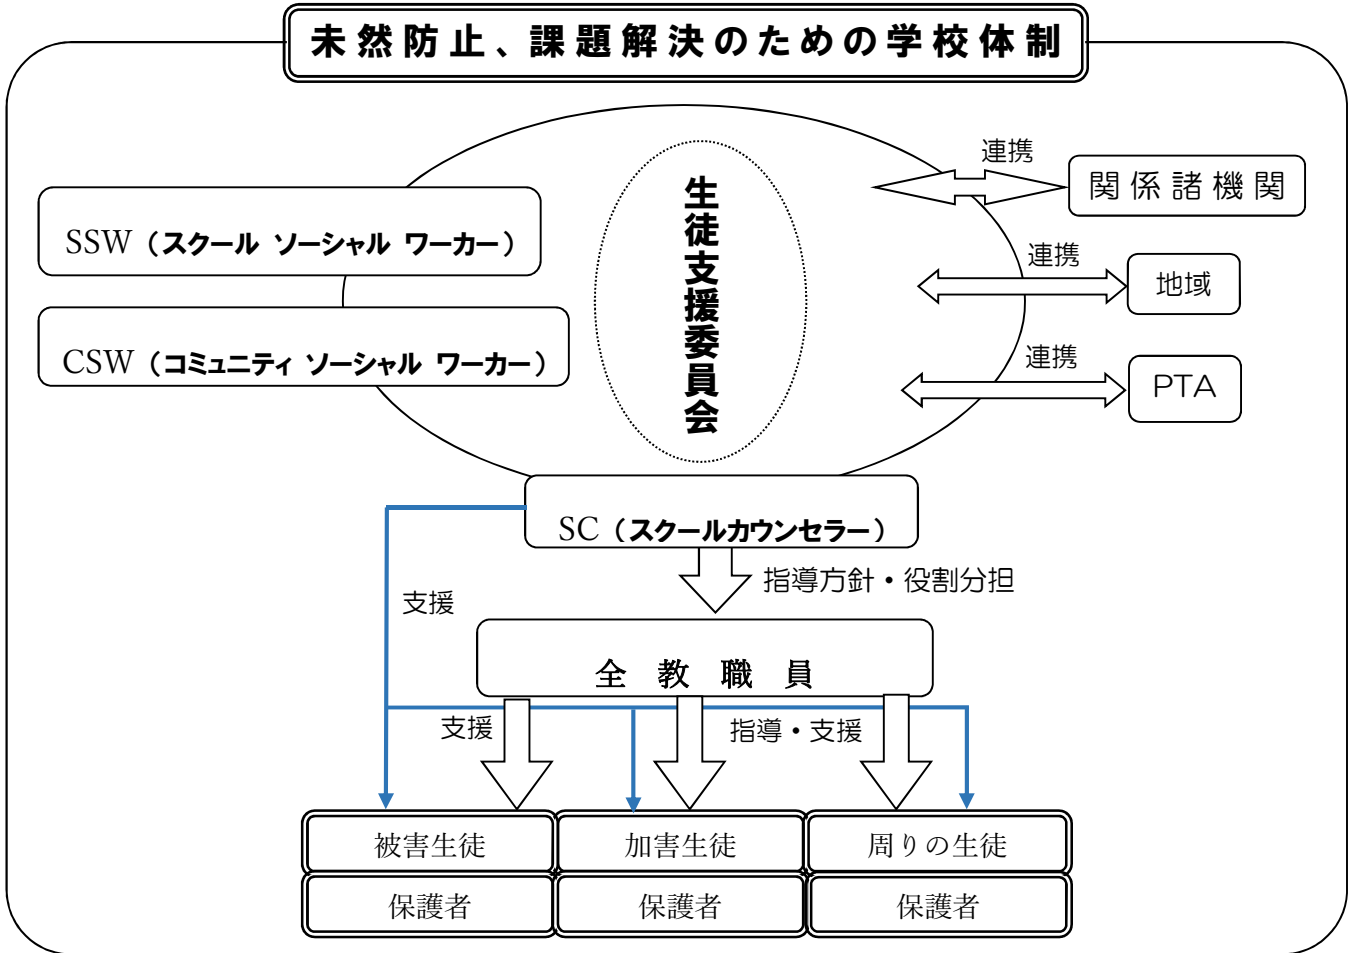 未然防止、課題解決のための学校体制
連携
関係諸機関
生徒支援委員会
SSW（スクール ソーシャル ワーカー）
連携
地域
CSW（コミュニティ ソーシャル ワーカー）
連携
PTA
SC（スクールカウンセラー）
指導方針・役割分担
支援
全教職員
支援
指導・支援
被害生徒
加害生徒
周りの生徒
保護者
保護者
保護者